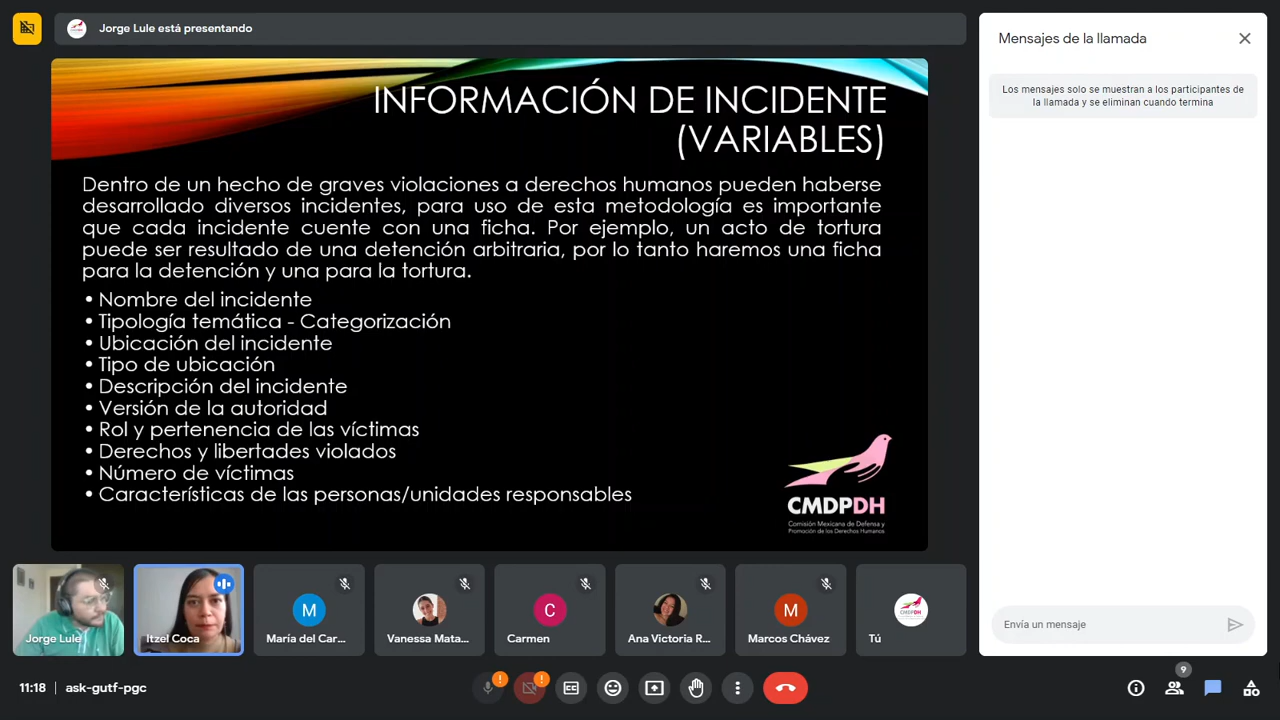 Jorge Lule está presentando
Mensajes de la llamada
Los mensajes solo se muestran a los participantes de
la llamada y se eliminan cuando termina
INFORMACIÓN DE INCIDENTE
(VARIABLES)
Dentro de un hecho de graves violaciones a derechos humanos pueden haberse
desarrollado diversos incidentes, para uso de esta metodología es importante
que cada incidente cuente con una ficha. Por ejemplo, un acto de tortura
puede ser resultado de una detención arbitraria, por lo tanto haremos una ficha
para la detención y una para la tortura.
• Nombre del incidente
• Tipología temática - Categorización
• Ubicación del incidente
• Tipo de ubicación
• Descripción del incidente
• Versión de la autoridad
• Rol y pertenencia de las víctimas
• Derechos y libertades violados
• Número de víctimas
• Características de las personas/unidades responsables
CMDPDH
Comisión Mexicana de Defensa y
Promoción de los Derechos Humanos
M
C
M
Jorge Lule
Itzel Coca
María del Car...
Vanessa Mata...
Carmen
Ana Victoria R...
Marcos Chávez
Tú
Envía un mensaje
11:18
ask-gutf-pgc
9